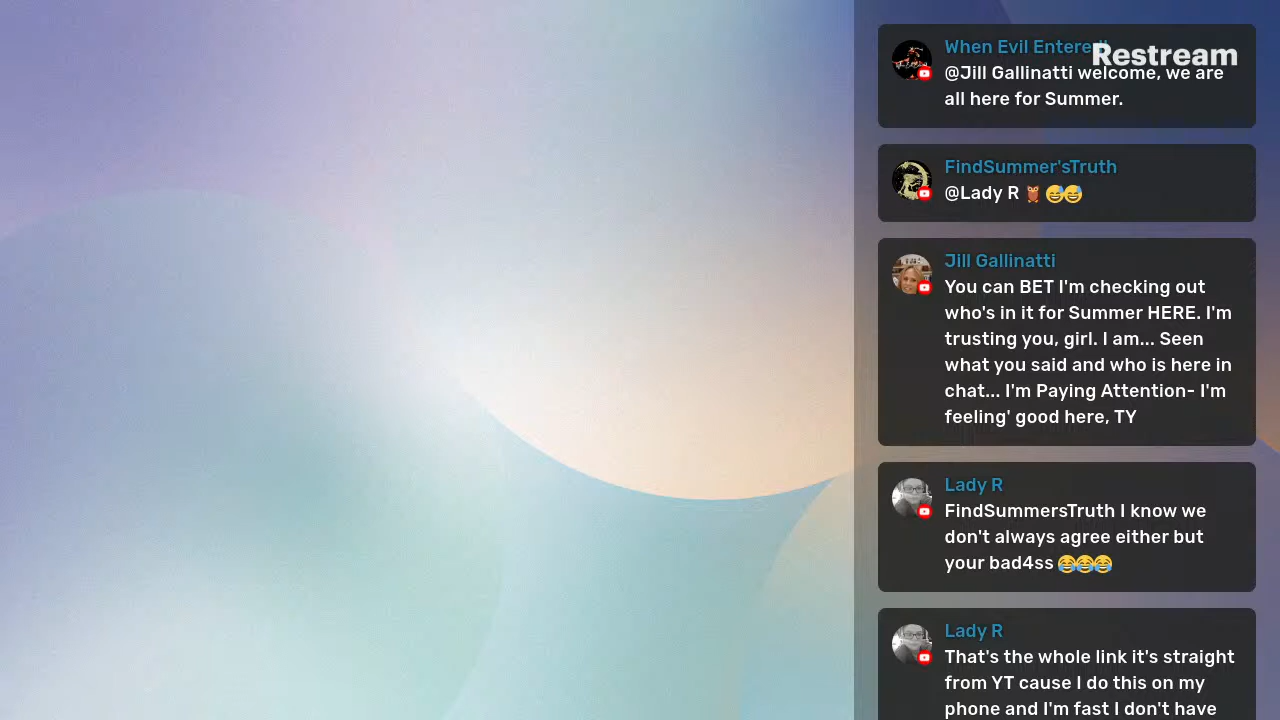 When Evil Entered!
Restream
@Jill Gallinatti welcome, we are
all here for Summer.
FindSummer'sTruth
@Lady R 🦉 😅😅
Jill Gallinatti
You can BET I'm checking out
who's in it for Summer HERE. I'm
trusting you, girl. I am... Seen
what you said and who is here in
chat... I'm Paying Attention- I'm
feeling' good here, TY
Lady R
FindSummersTruth I know we
don't always agree either but
your bad4ss 😂😂😂
Lady R
That's the whole link it's straight
from YT cause I do this on my
phone and I'm fast I don't have